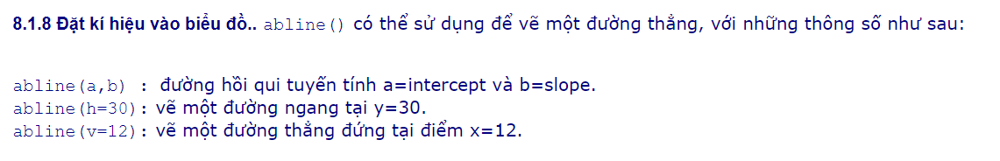 8.1.8 Đặt kí hiệu vào biểu đồ.. abline() có thể sử dụng để vẽ một đường thẳng, với những thông số như sau:
abline(a,b) : đường hồi qui tuyến tính a=intercept và b=slope.
abline(h=30): vẽ một đường ngang tại y=30.
abline(v=12): vẽ một đường thẳng đứng tại điểm x=12.